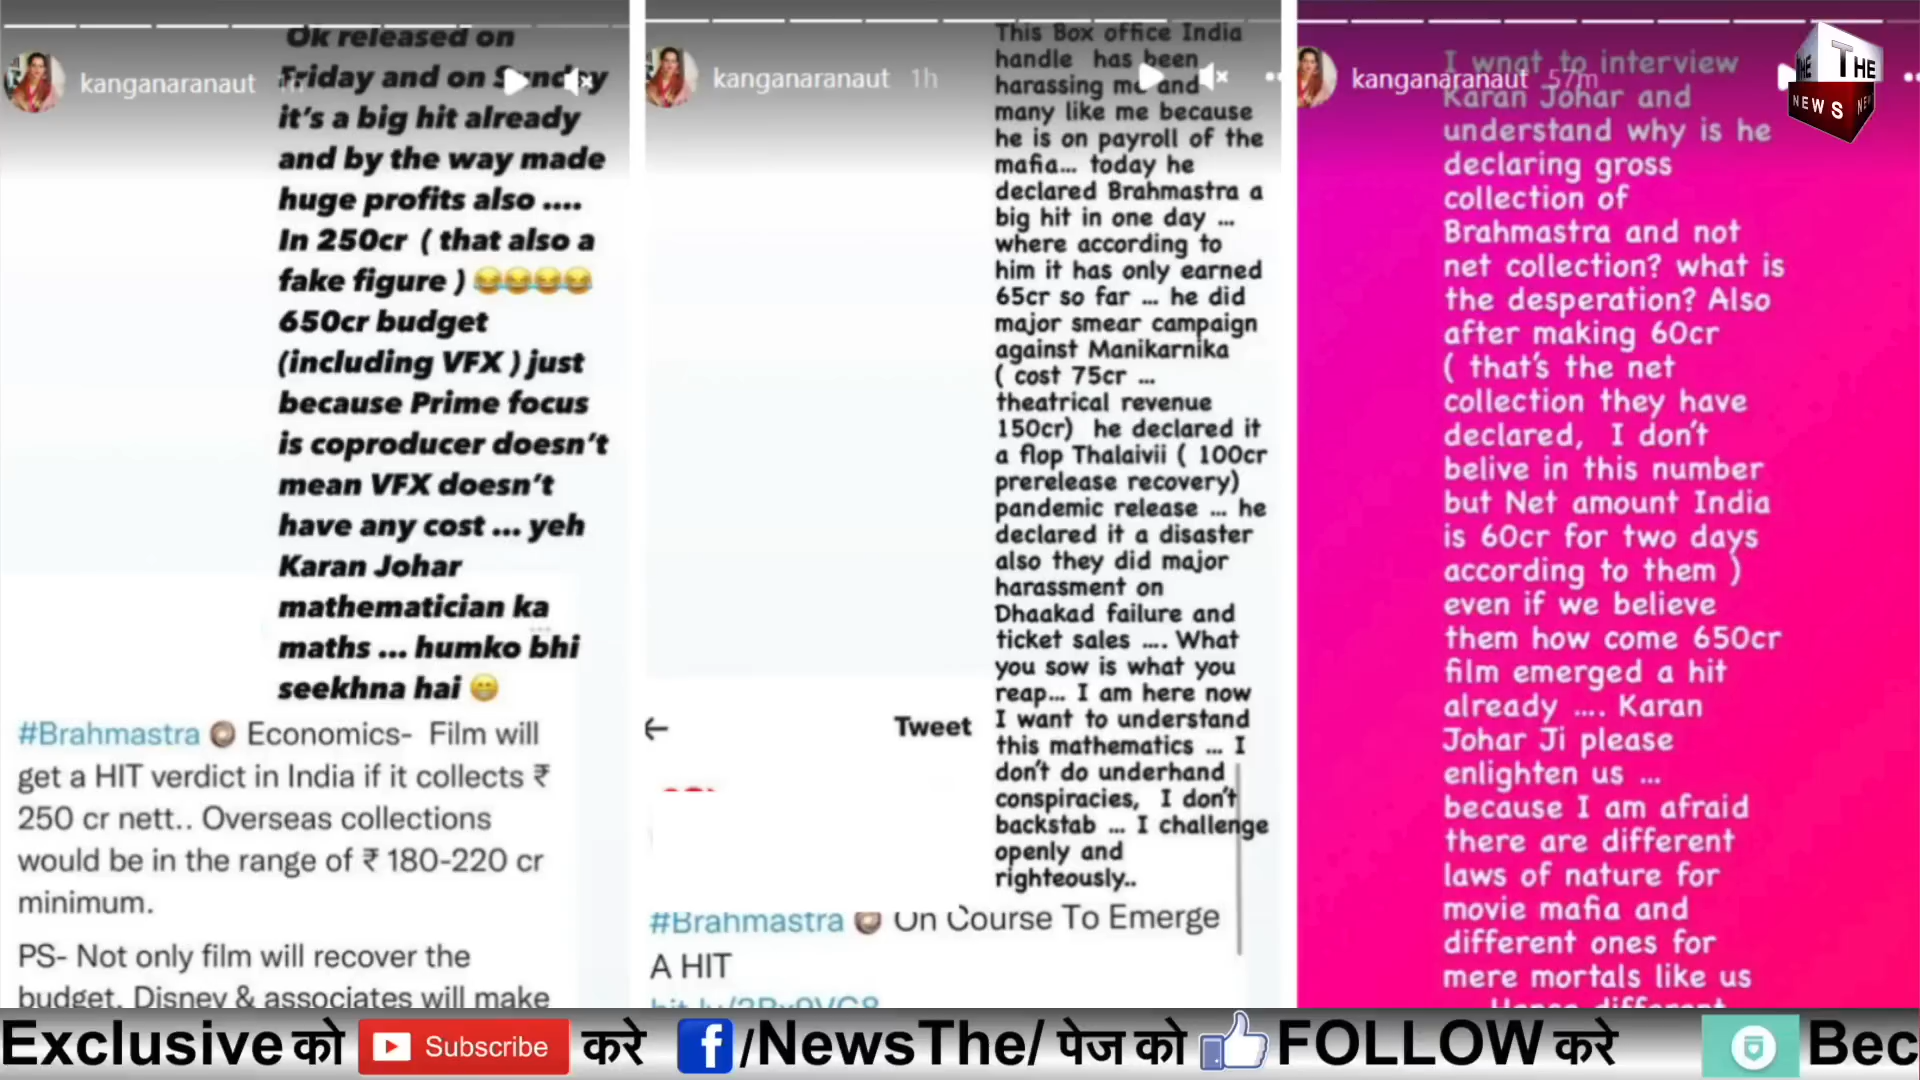 kanganaranaut
Ok released on
Friday and on Sunday
it's a big hit already
and by the way made
huge profits also ....
In 250cr ( that also a
fake figure ) 😂😂😂😂
650cr budget
(including VFX ) just
because Prime focus
is coproducer doesn't
mean VFX doesn't
have any cost ... yeh
Karan Johar
mathematician ka
maths ... humko bhi
seekhna hai 😁
#Brahmastra Economics- Film will
get a HIT verdict in India if it collects ₹
250 cr nett.. Overseas collections
would be in the range of ₹ 180-220 cr
minimum.
PS- Not only film will recover the
budget, Disney & associates will make
kanganaranaut 1h
This Box office India
handle has been
harassing me and
many like me because
he is on payroll of the
mafia... today he
declared Brahmastra a
big hit in one day ...
where according to
him it has only earned
65cr so far ... he did
major smear campaign
against Manikarnika
( cost 75cr ...
theatrical revenue
150cr) he declared it
a flop Thalaivii ( 100cr
prerelease recovery)
pandemic release ... he
declared it a disaster
also they did major
harassment on
Dhaakad failure and
ticket sales .... What
you sow is what you
reap... I am here now
I want to understand
this mathematics ... I
don't do underhand
conspiracies, I don't
backstab ... I challenge
openly and
righteously..
← Tweet
#Brahmastra On Course To Emerge
A HIT
kanganaranaut 57m
I wnat to interview
Karan Johar and
understand why is he
declaring gross
collection of
Brahmastra and not
net collection? what is
the desperation? Also
after making 60cr
( that's the net
collection they have
declared, I don't
belive in this number
but Net amount India
is 60cr for two days
according to them )
even if we believe
them how come 650cr
film emerged a hit
already .... Karan
Johar Ji please
enlighten us ...
because I am afraid
there are different
laws of nature for
movie mafia and
different ones for
mere mortals like us
THE THE
NEWS NEW
Exclusive को Subscribe करे f/NewsThe/ पेज को FOLLOW करे Bec